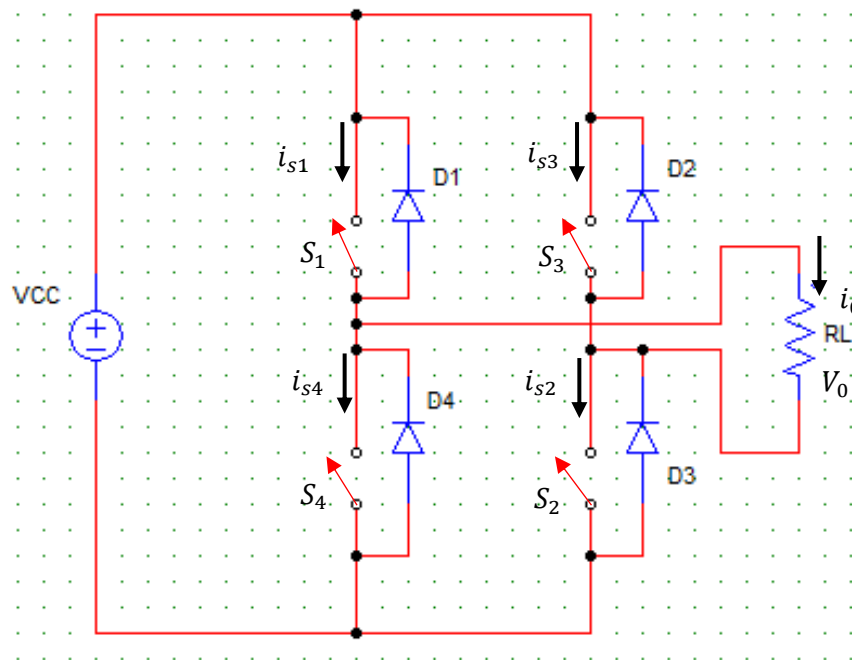 i_{s1}
D1
i_{s3}
D2
S_1
S_3
VCC
RL
V_0
i_{s4}
D4
i_{s2}
D3
S_4
S_2